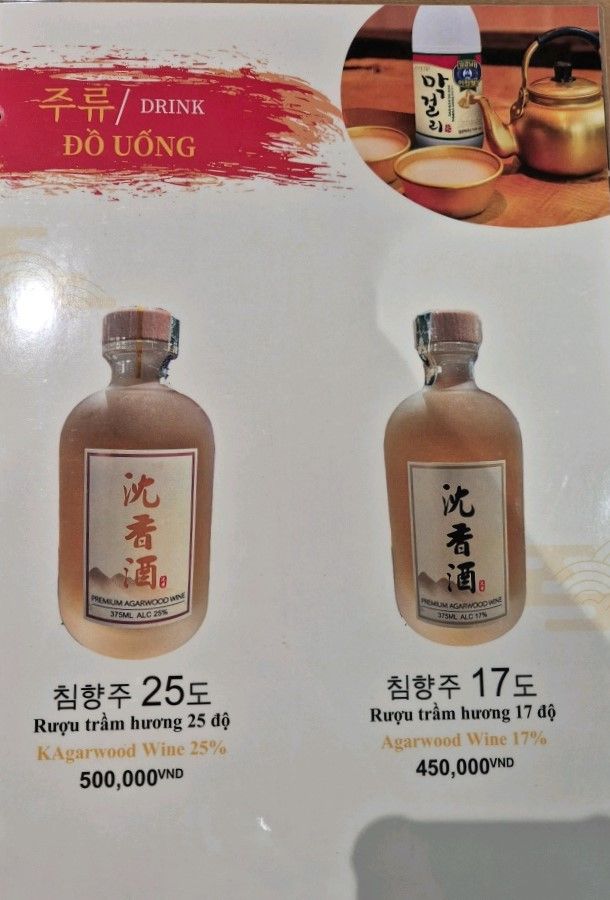 주류/ DRINK
ĐỒ UỐNG
막걸리
沈香酒
PREMIUM AGARWOOD WINE
375ML ALC 25%
沈香酒
PREMIUM AGARWOOD WINE
375ML ALC 17%
침향주 25도
Rượu trầm hương 25 độ
KAgarwood Wine 25%
500,000VND
침향주 17도
Rượu trầm hương 17 độ
Agarwood Wine 17%
450,000VND